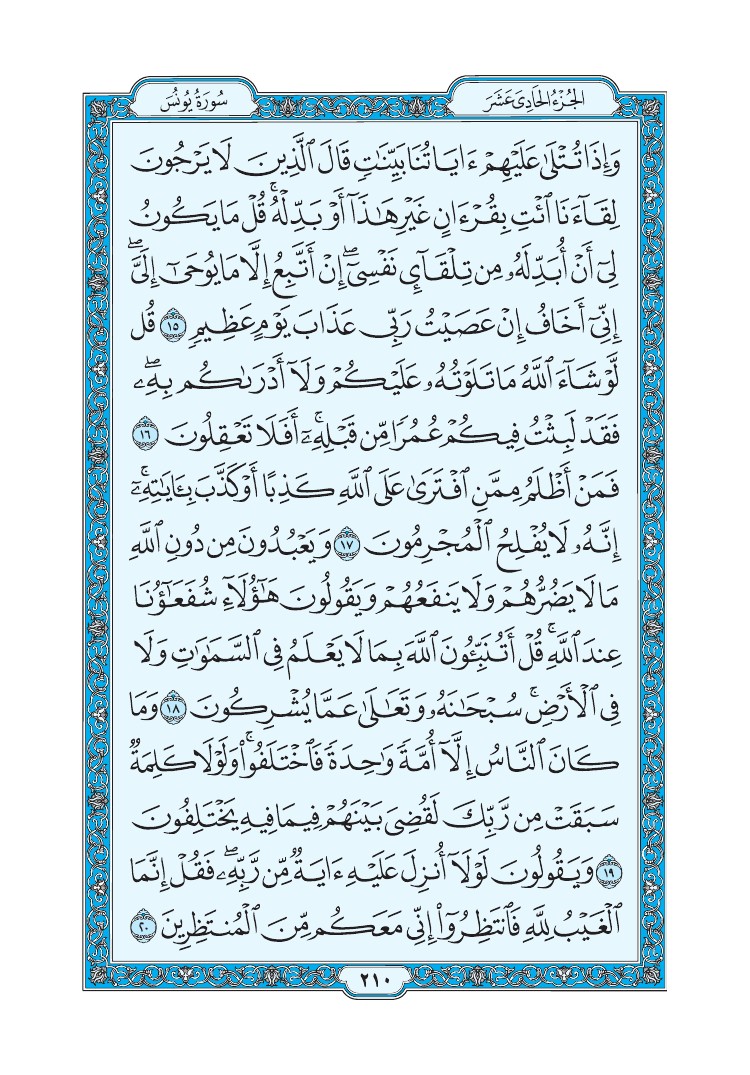 الجُزْءُ الحَادِى عَشَرَ
سُورَةُ يُونُسَ
وَإِذَا تُتْلَىٰ عَلَيْهِمْ ءَايَاتُنَا بَيِّنَٰتٍ قَالَ ٱلَّذِينَ لَا يَرْجُونَ
لِقَآءَنَا ٱئْتِ بِقُرْءَانٍ غَيْرِ هَٰذَآ أَوْ بَدِّلْهُ ۚ قُلْ مَا يَكُونُ
لِىٓ أَنْ أُبَدِّلَهُۥ مِن تِلْقَآئِ نَفْسِىٓ ۖ إِنْ أَتَّبِعُ إِلَّا مَا يُوحَىٰٓ إِلَىَّ ۖ
إِنِّىٓ أَخَافُ إِنْ عَصَيْتُ رَبِّى عَذَابَ يَوْمٍ عَظِيمٍ ١٥ قُل
لَّوْ شَآءَ ٱللَّهُ مَا تَلَوْتُهُۥ عَلَيْكُمْ وَلَآ أَدْرَىٰكُم بِهِۦ ۖ
فَقَدْ لَبِثْتُ فِيكُمْ عُمُرًا مِّن قَبْلِهِۦٓ ۚ أَفَلَا تَعْقِلُونَ ١٦
فَمَنْ أَظْلَمُ مِمَّنِ ٱفْتَرَىٰ عَلَى ٱللَّهِ كَذِبًا أَوْ كَذَّبَ بِـَٔايَٰتِهِۦٓ ۚ
إِنَّهُۥ لَا يُفْلِحُ ٱلْمُجْرِمُونَ ١٧ وَيَعْبُدُونَ مِن دُونِ ٱللَّهِ
مَا لَا يَضُرُّهُمْ وَلَا يَنفَعُهُمْ وَيَقُولُونَ هَٰٓؤُلَآءِ شُفَعَٰٓؤُنَا
عِندَ ٱللَّهِ ۚ قُلْ أَتُنَبِّـُٔونَ ٱللَّهَ بِمَا لَا يَعْلَمُ فِى ٱلسَّمَٰوَٰتِ وَلَا
فِى ٱلْأَرْضِ ۚ سُبْحَٰنَهُۥ وَتَعَٰلَىٰ عَمَّا يُشْرِكُونَ ١٨ وَمَا
كَانَ ٱلنَّاسُ إِلَّآ أُمَّةً وَٰحِدَةً فَٱخْتَلَفُوا۟ ۚ وَلَوْلَا كَلِمَةٌ
سَبَقَتْ مِن رَّبِّكَ لَقُضِىَ بَيْنَهُمْ فِيمَا فِيهِ يَخْتَلِفُونَ
١٩ وَيَقُولُونَ لَوْلَآ أُنزِلَ عَلَيْهِ ءَايَةٌ مِّن رَّبِّهِۦ ۖ فَقُلْ إِنَّمَا
ٱلْغَيْبُ لِلَّهِ فَٱنتَظِرُوٓا۟ إِنِّى مَعَكُم مِّنَ ٱلْمُنتَظِرِينَ ٢٠
٢١٠